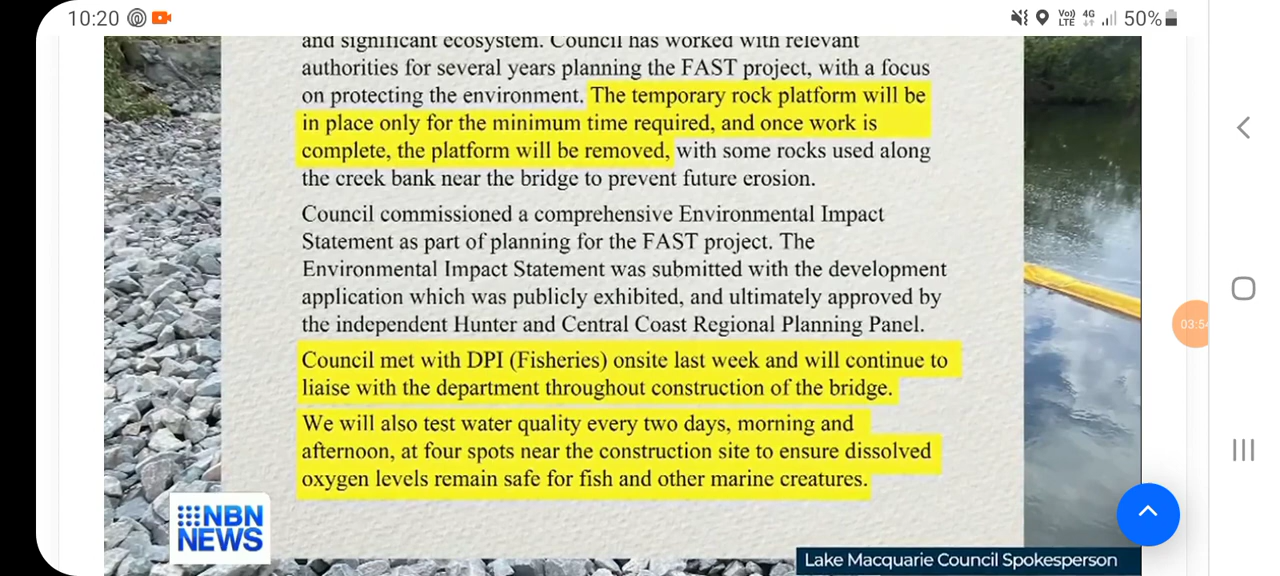 10:20
Vo))
LTE
4G
50%
and significant ecosystem. Council has worked with relevant
authorities for several years planning the FAST project, with a focus
on protecting the environment. The temporary rock platform will be
in place only for the minimum time required, and once work is
complete, the platform will be removed, with some rocks used along
the creek bank near the bridge to prevent future erosion.
Council commissioned a comprehensive Environmental Impact
Statement as part of planning for the FAST project. The
Environmental Impact Statement was submitted with the development
application which was publicly exhibited, and ultimately approved by
the independent Hunter and Central Coast Regional Planning Panel.
Council met with DPI (Fisheries) onsite last week and will continue to
liaise with the department throughout construction of the bridge.
We will also test water quality every two days, morning and
afternoon, at four spots near the construction site to ensure dissolved
oxygen levels remain safe for fish and other marine creatures.
NBN
NEWS
Lake Macquarie Council Spokesperson